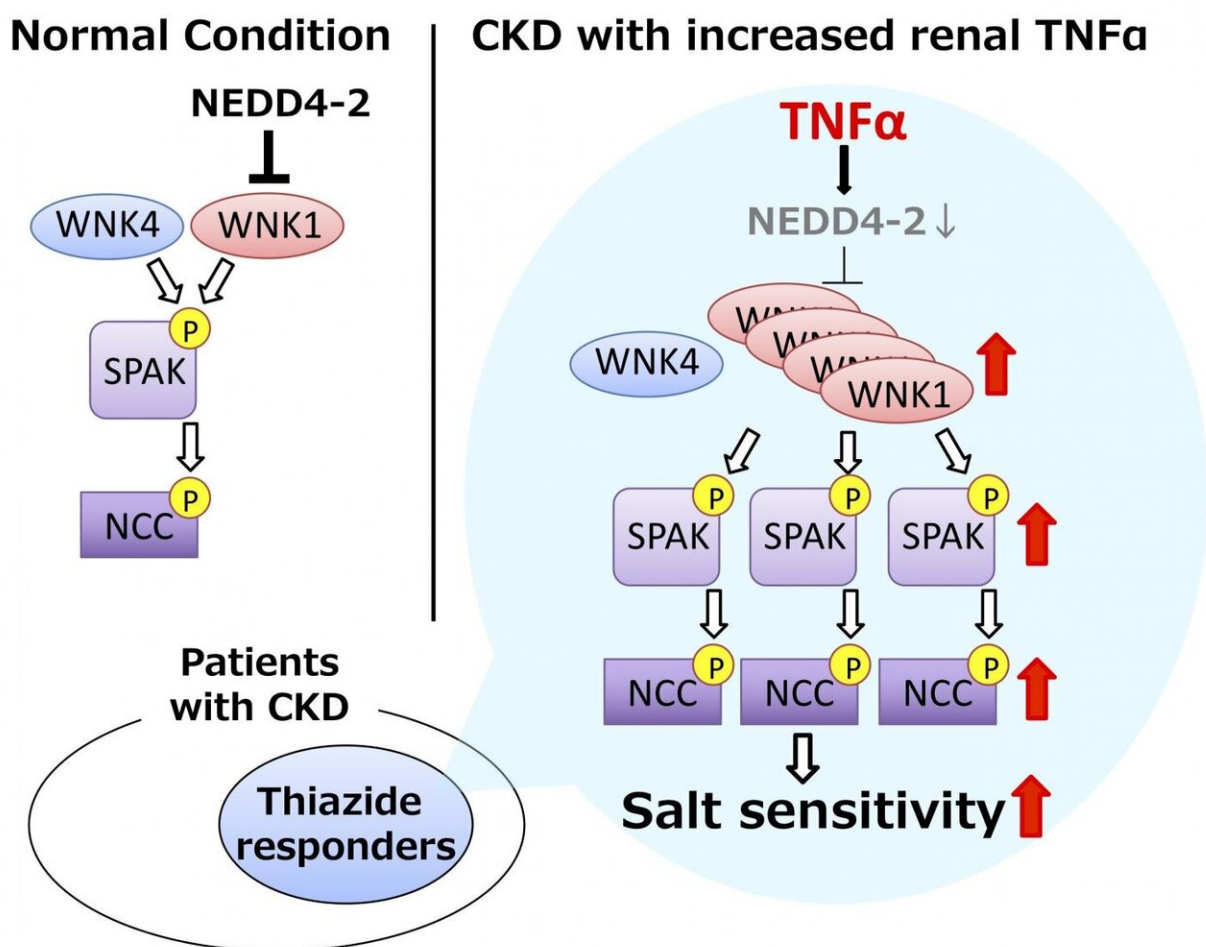 Normal Condition
NEDD4-2
WNK4
WNK1
P
SPAK
P
NCC
CKD with increased renal TNFα
TNFα
NEDD4-2↓
WNK4
WNK1
P
P
P
SPAK
SPAK
SPAK
P
P
P
NCC
NCC
NCC
Salt sensitivity
Patients
with CKD
Thiazide
responders